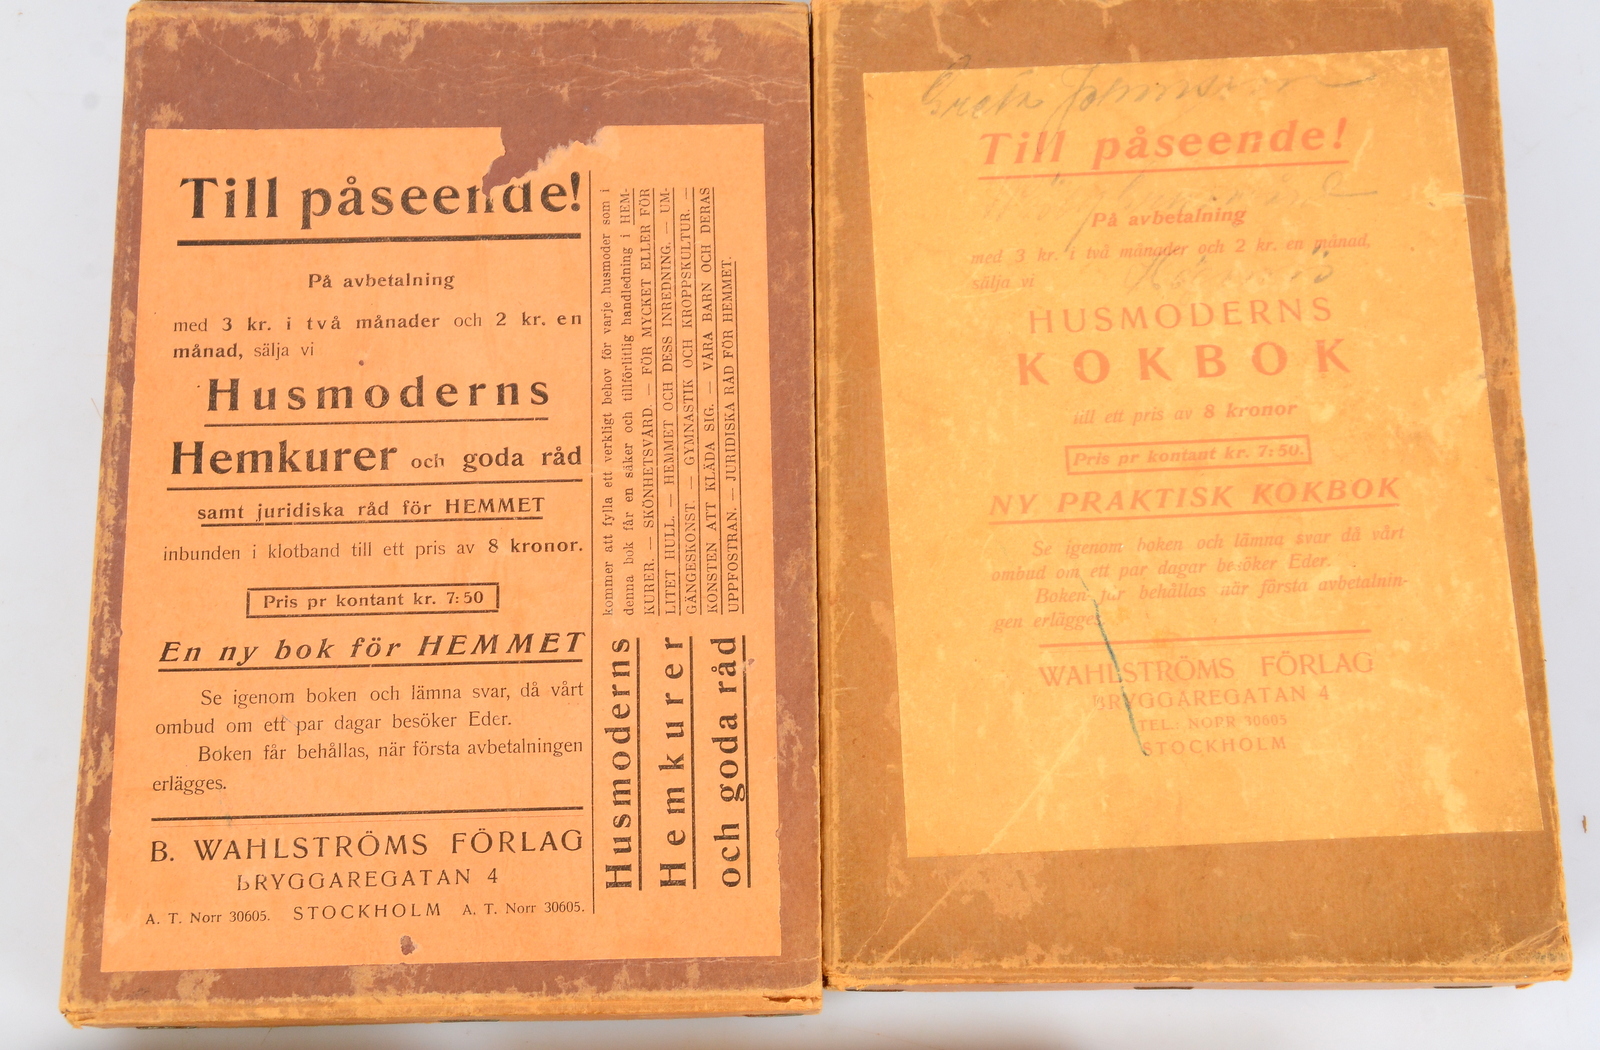 Till påseende!
På avbetalning
med 3 kr. i två månader och 2 kr. en
månad, sälja vi
Husmoderns
Hemkurer och goda råd
samt juridiska råd för HEMMET
inbunden i klotband till ett pris av 8 kronor.
Pris pr kontant kr. 7:50
En ny bok för HEMMET
Se igenom boken och lämna svar, då vårt
ombud om ett par dagar besöker Eder.
Boken får behållas, när första avbetalningen
erlägges.
B. WAHLSTRÖMS FÖRLAG
BRYGGAREGATAN 4
A. T. Norr 30605. STOCKHOLM A. T. Norr 30605.
Husmoderns
Hemkurer
och goda råd
kommer att fylla ett verkligt behov för varje husmoder som i
denna bok får en säker och tillförlitlig handledning i HEM-
KURER. — SKÖNHETSVÅRD. — FÖR MYCKET ELLER FÖR
LITET HULL. — HEMMET OCH DESS INREDNING. — UM-
GÄNGESKONST. — GYMNASTIK OCH KROPPSKULTUR. —
KONSTEN ATT KLÄDA SIG. — VÅRA BARN OCH DERAS
UPPFOSTRAN. — JURIDISKA RÅD FÖR HEMMET.
Till påseende!
På avbetalning
med 3 kr. i två månader och 2 kr. en månad,
sälja vi
HUSMODERNS
KOKBOK
till ett pris av 8 kronor
Pris pr kontant kr. 7:50.
NY PRAKTISK KOKBOK
Se igenom boken och lämna svar då vårt
ombud om ett par dagar besöker Eder.
Boken får behållas när första avbetalnin-
gen erlägges.
WAHLSTRÖMS FÖRLAG
BRYGGAREGATAN 4
TEL.: NORR 30605
STOCKHOLM